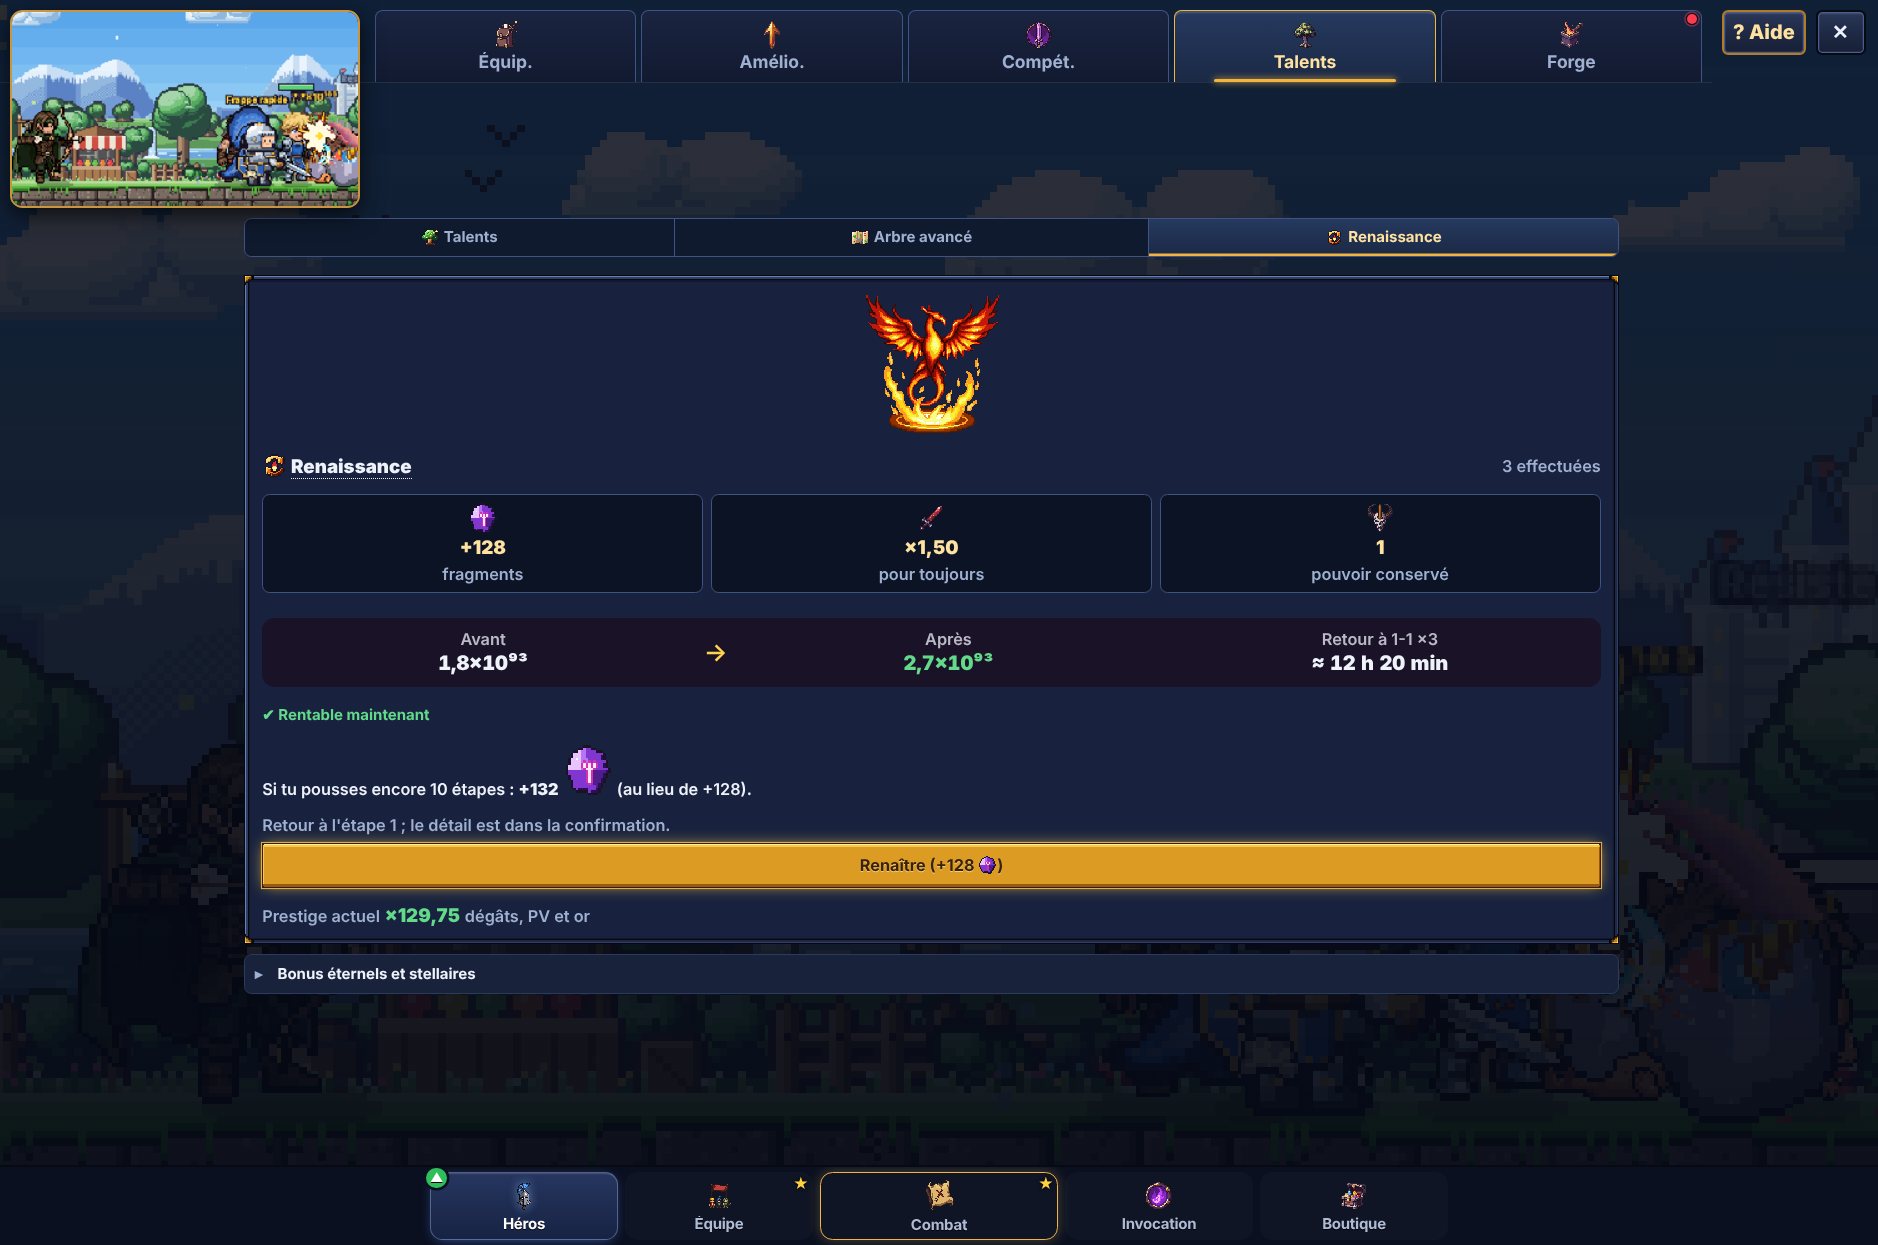 Équip.
Amélio.
Compét.
Talents
Forge
? Aide
×
Frappe rapide
Talents
Arbre avancé
Renaissance
Renaissance
3 effectuées
+128
fragments
×1,50
pour toujours
1
pouvoir conservé
Avant
1,8×10⁹³
→
Après
2,7×10⁹³
Retour à 1-1 ×3
≈ 12 h 20 min
✔ Rentable maintenant
Si tu pousses encore 10 étapes : +132 (au lieu de +128).
Retour à l'étape 1 ; le détail est dans la confirmation.
Renaître (+128)
Prestige actuel ×129,75 dégâts, PV et or
▸ Bonus éternels et stellaires
Héros
Équipe
Combat
Invocation
Boutique